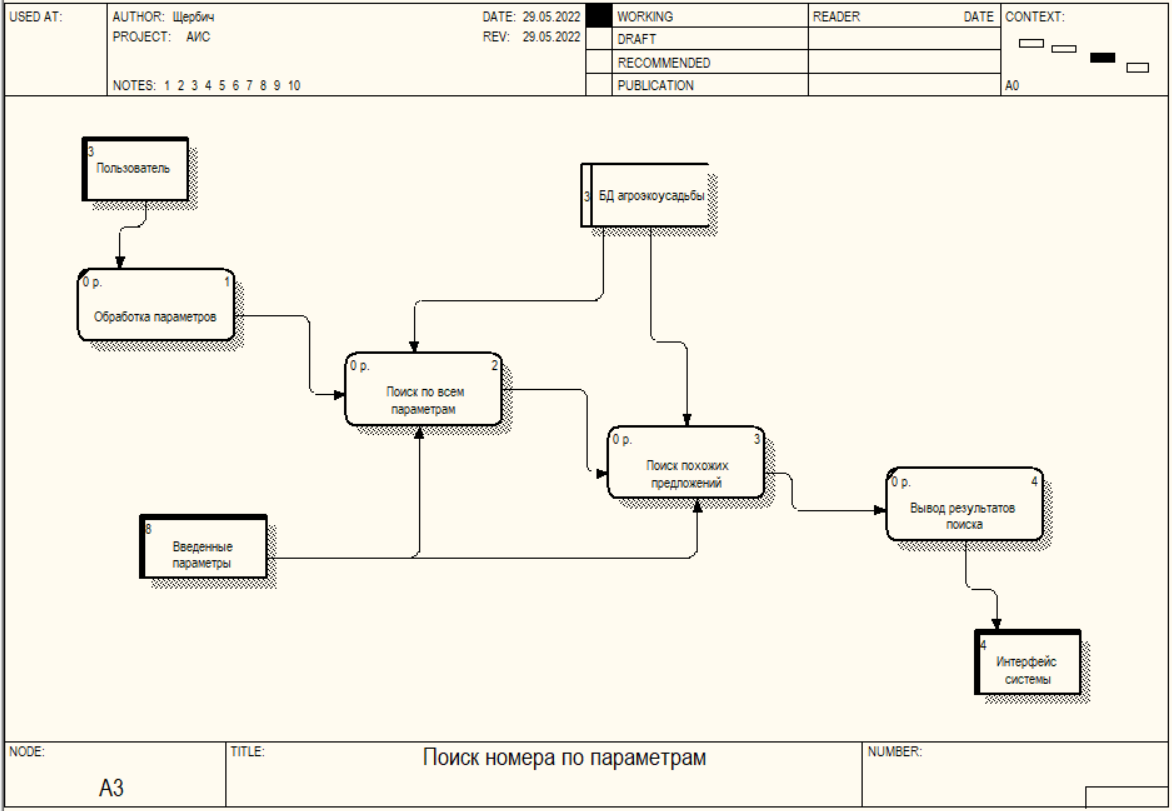 USED AT:
AUTHOR: Щербич
DATE: 29.05.2022
PROJECT: АИС
REV: 29.05.2022
NOTES: 1 2 3 4 5 6 7 8 9 10
WORKING
DRAFT
RECOMMENDED
PUBLICATION
READER
DATE
CONTEXT:
A0
3
Пользователь
3
БД агроэкоусадьбы
0 р.
1
Обработка параметров
0 р.
2
Поиск по всем
параметрам
0 р.
3
Поиск похожих
предложений
0 р.
4
Вывод результатов
поиска
8
Введенные
параметры
4
Интерфейс
системы
NODE:
A3
TITLE:
Поиск номера по параметрам
NUMBER: